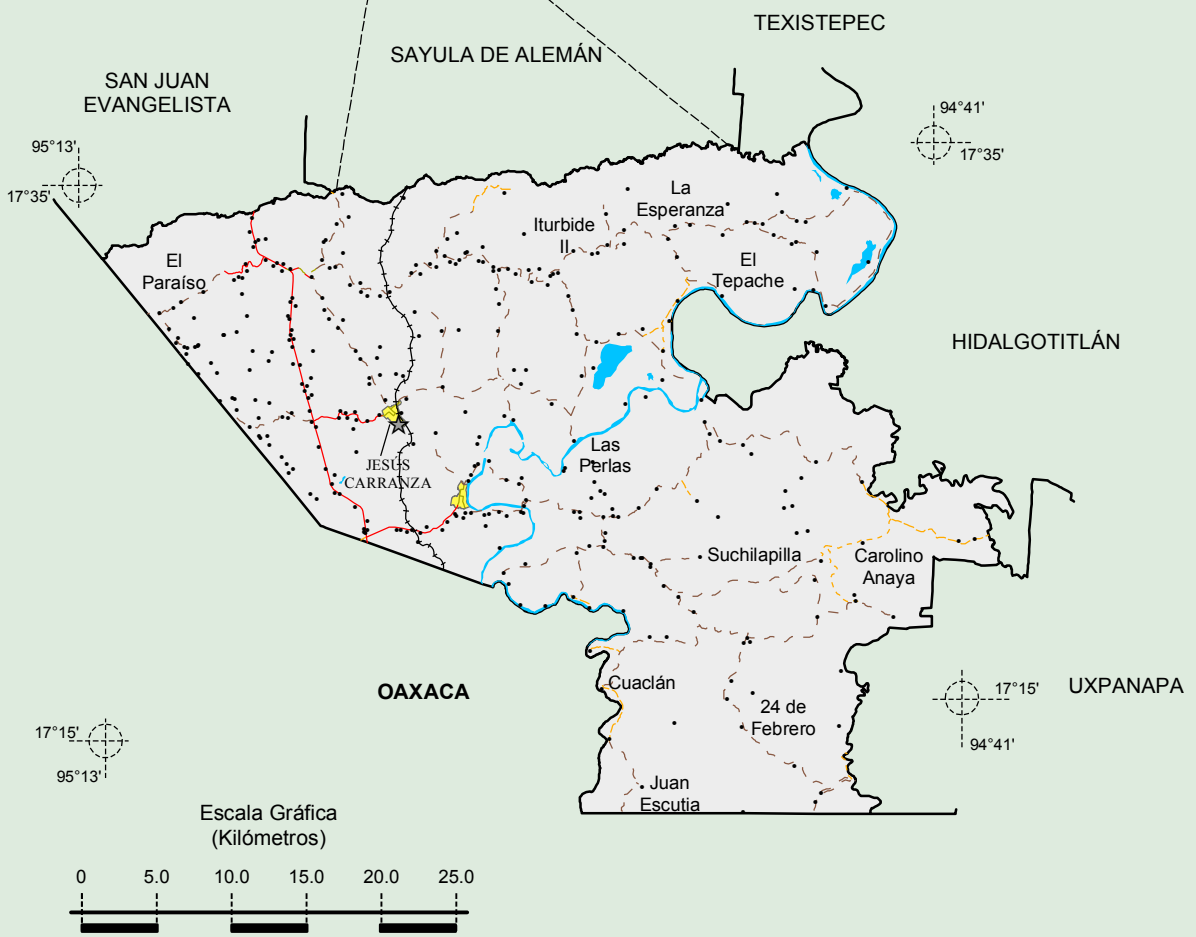 TEXISTEPEC
SAYULA DE ALEMÁN
SAN JUAN
EVANGELISTA
94°41'
17°35'
95°13'
17°35'
La
Esperanza
Iturbide
II
El
Paraíso
El
Tepache
HIDALGOTITLÁN
JESÚS
CARRANZA
Las
Perlas
Suchilapilla
Carolino
Anaya
OAXACA
Cuaclán
24 de
Febrero
17°15'
94°41'
UXPANAPA
17°15'
95°13'
Juan
Escutia
Escala Gráfica
(Kilómetros)
0 5.0 10.0 15.0 20.0 25.0